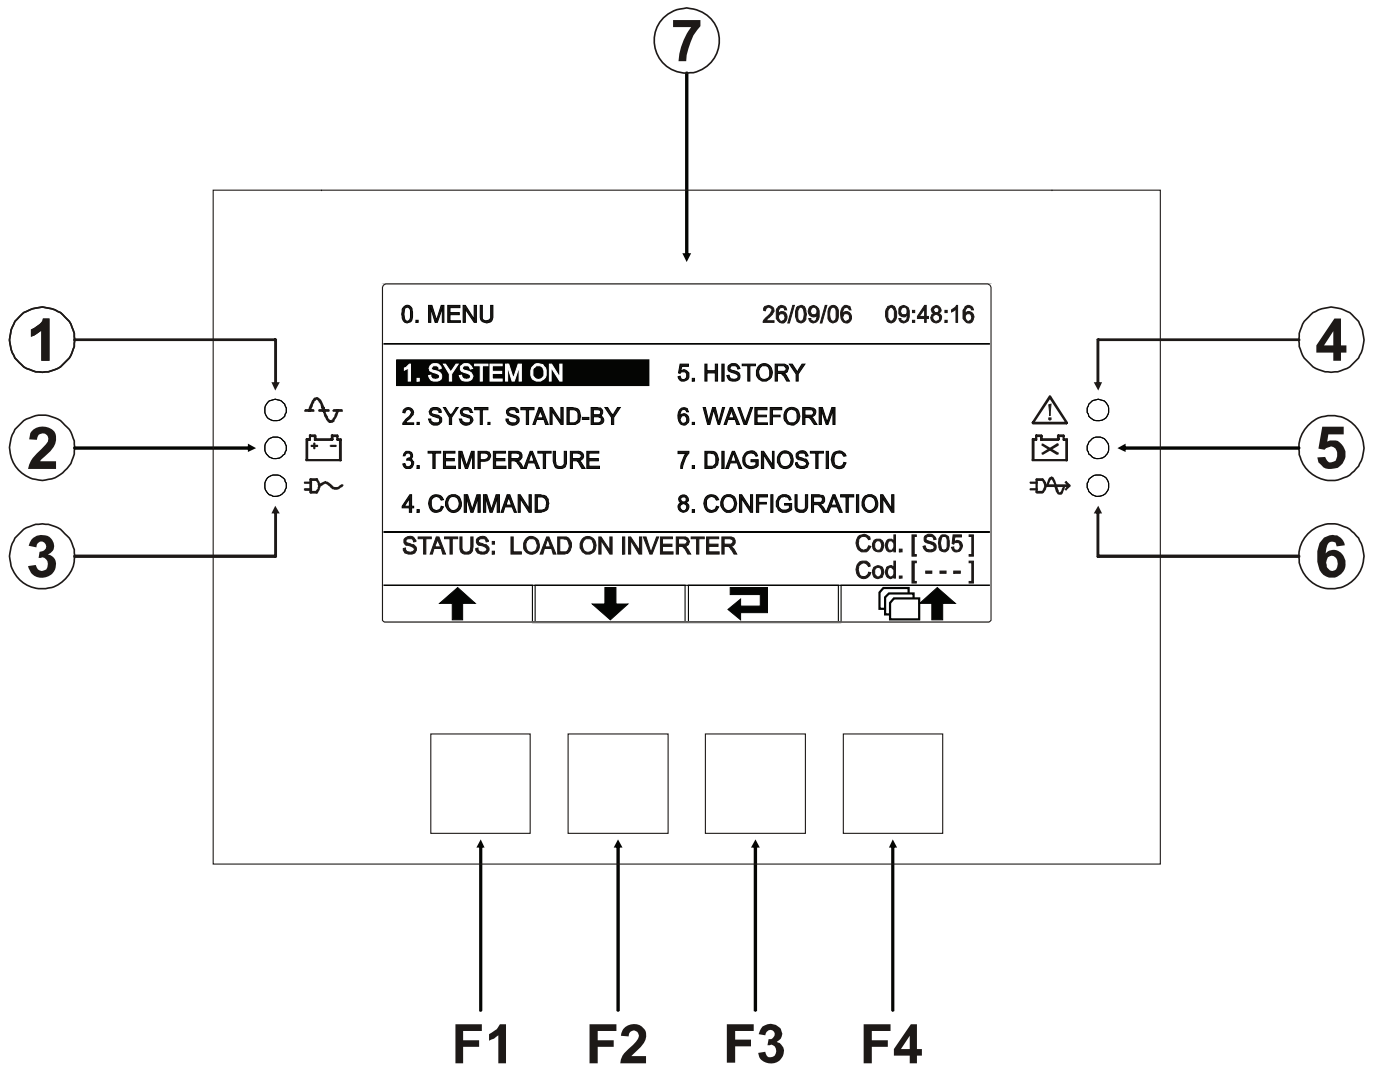 7
0. MENU 26/09/06 09:48:16
1 4
1. SYSTEM ON 5. HISTORY
2. SYST. STAND-BY 6. WAVEFORM
2 5
3. TEMPERATURE 7. DIAGNOSTIC
4. COMMAND 8. CONFIGURATION
3 6
STATUS: LOAD ON INVERTER Cod. [ S05 ]
Cod. [ - - - ]
F1 F2 F3 F4